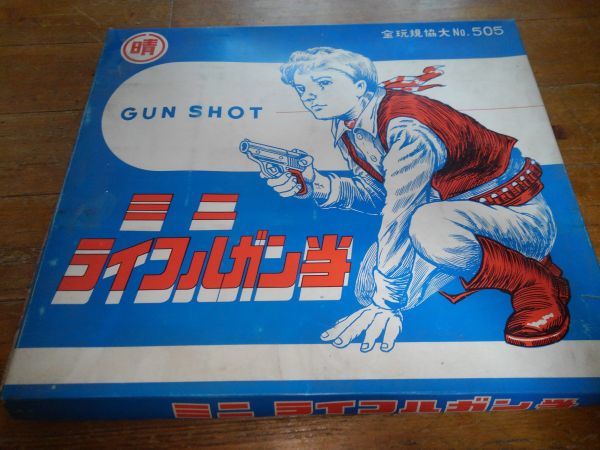 晴
全玩規協大No.505
GUN SHOT
ミニ
ライフルガン当
ミニ ライフルガン当